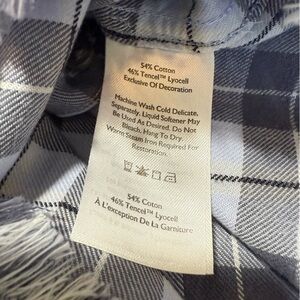 54% Cotton
46% Tencel™ Lyocell
Exclusive Of Decoration
Machine Wash Cold Delicate,
Separately. Liquid Softener May
Be Used As Desired. Do Not
Bleach. Hang To Dry.
Warm Steam Iron Required For
Restoration.
54% Coton
46% Tencel™ Lyocell
À L'exception De La Garniture